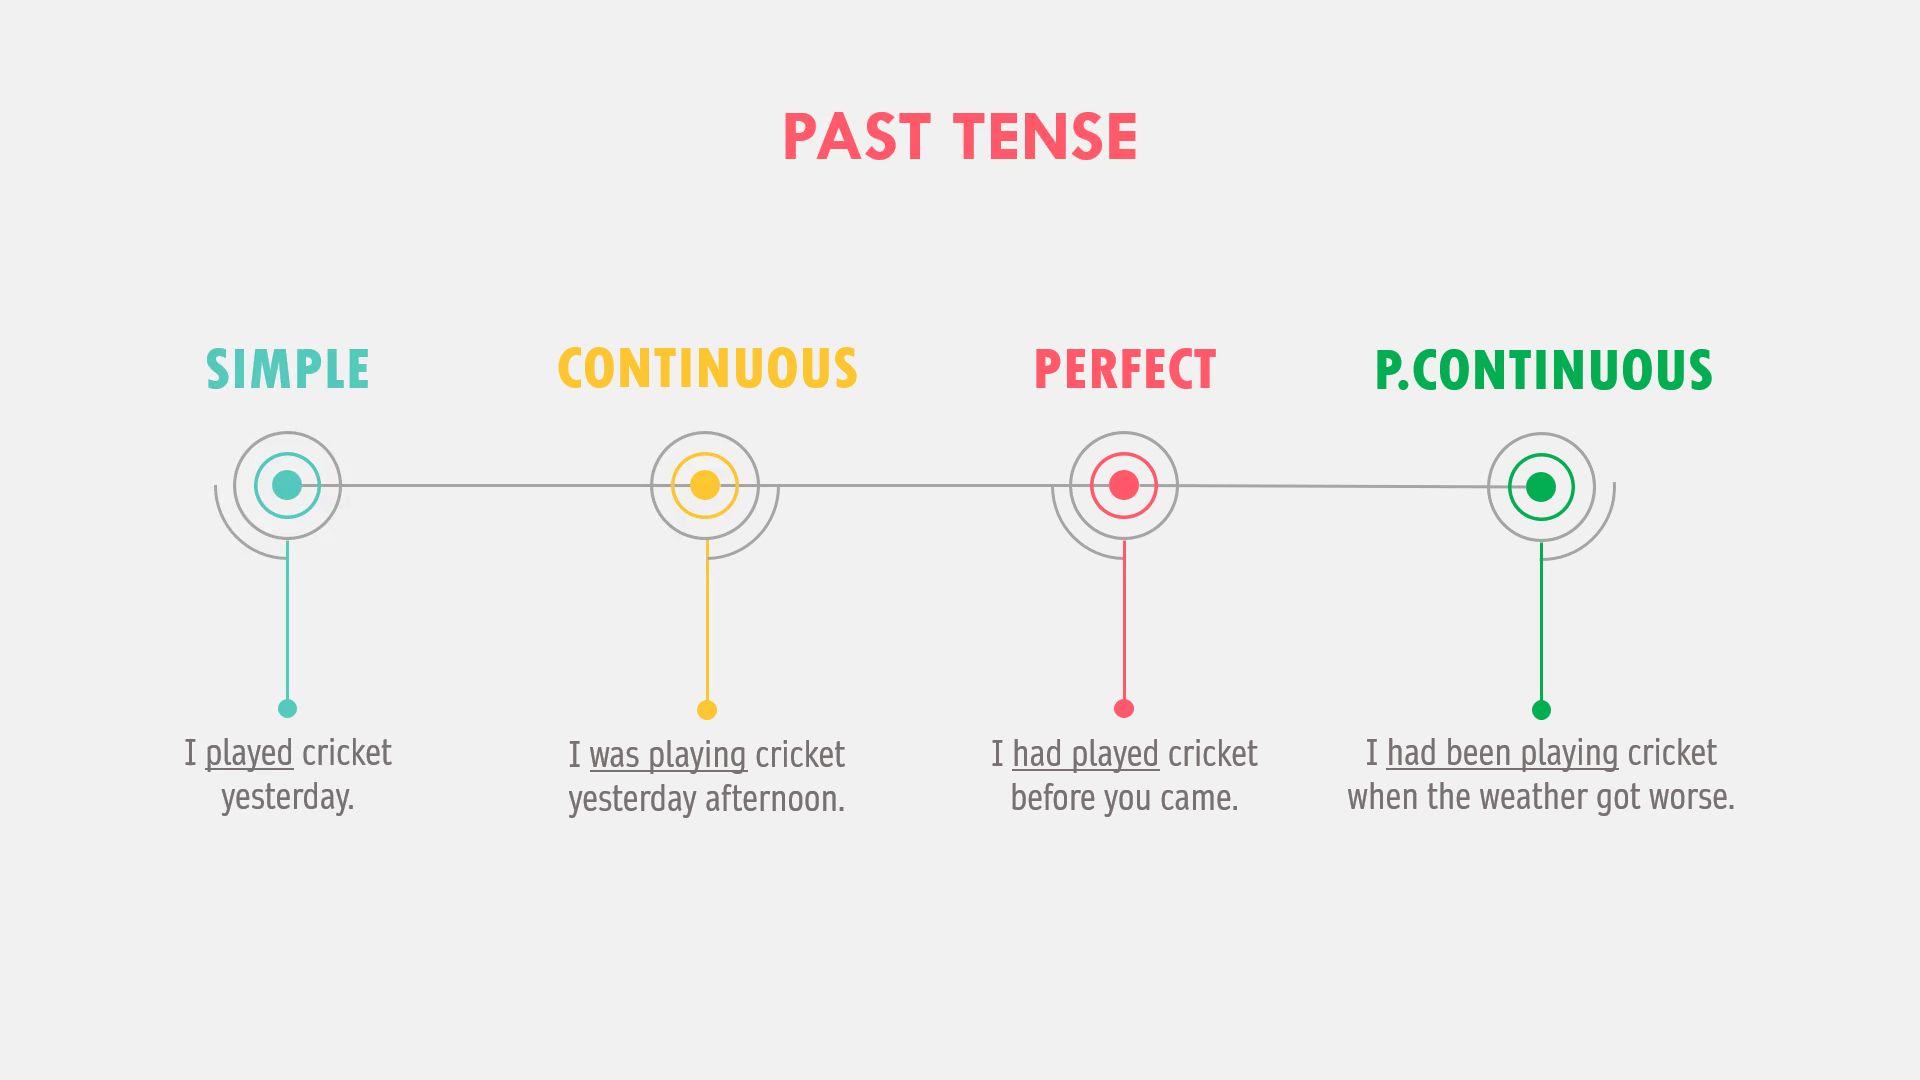 PAST TENSE
SIMPLE
CONTINUOUS
PERFECT
P.CONTINUOUS
I played cricket
yesterday.
I was playing cricket
yesterday afternoon.
I had played cricket
before you came.
I had been playing cricket
when the weather got worse.